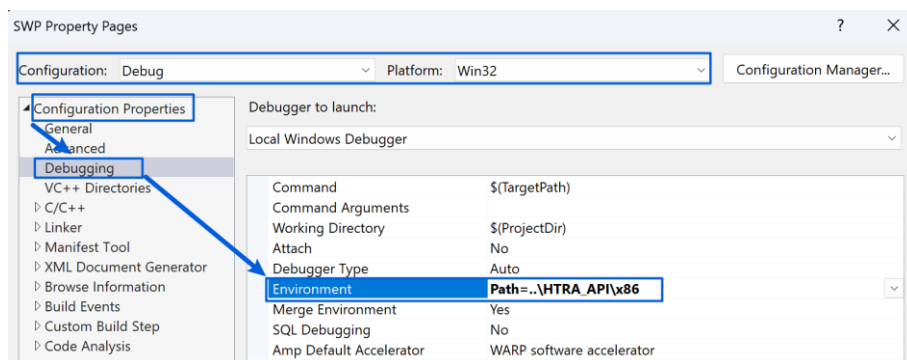 SWP Property Pages ? ×
Configuration: Debug Platform: Win32 Configuration Manager...
Configuration Properties
General
Advanced
Debugging
VC++ Directories
C/C++
Linker
Manifest Tool
XML Document Generator
Browse Information
Build Events
Custom Build Step
Code Analysis
Debugger to launch:
Local Windows Debugger
Command $(TargetPath)
Command Arguments
Working Directory $(ProjectDir)
Attach No
Debugger Type Auto
Environment Path=..\HTRA_API\x86
Merge Environment Yes
SQL Debugging No
Amp Default Accelerator WARP software accelerator